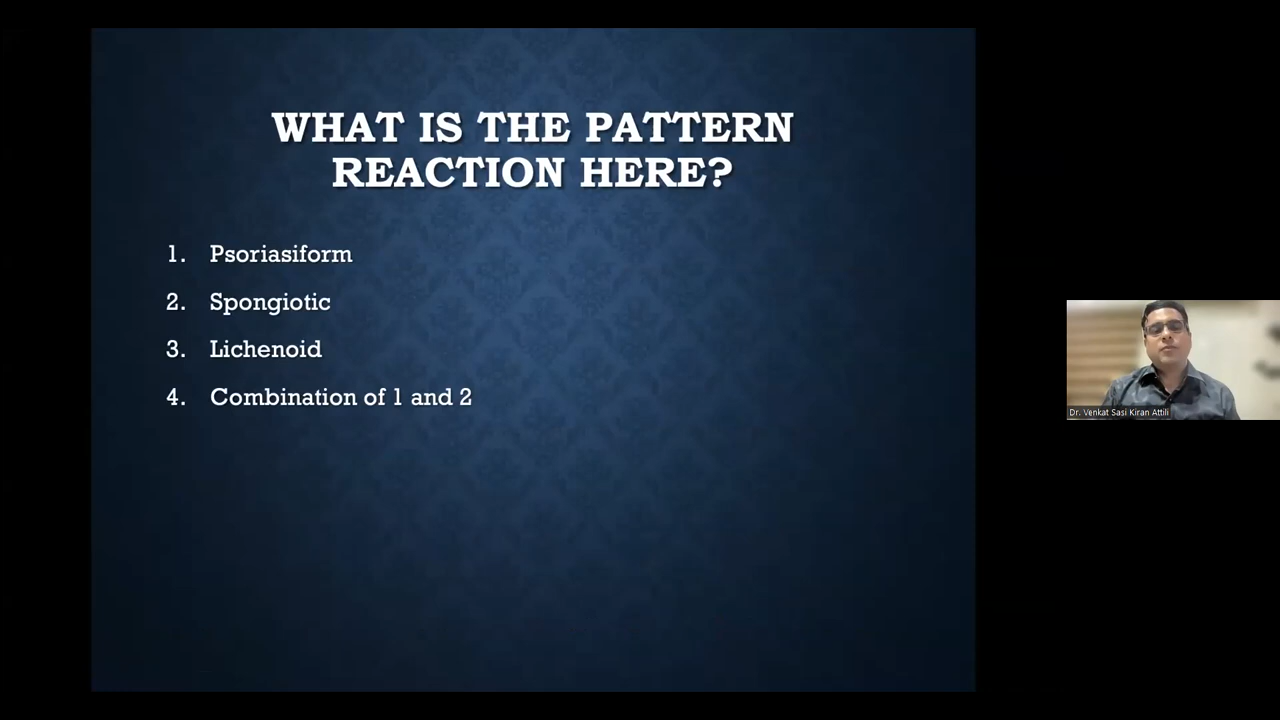 WHAT IS THE PATTERN
REACTION HERE?
1. Psoriasiform
2. Spongiotic
3. Lichenoid
4. Combination of 1 and 2
Dr. Venkat Sasi Kiran Attili